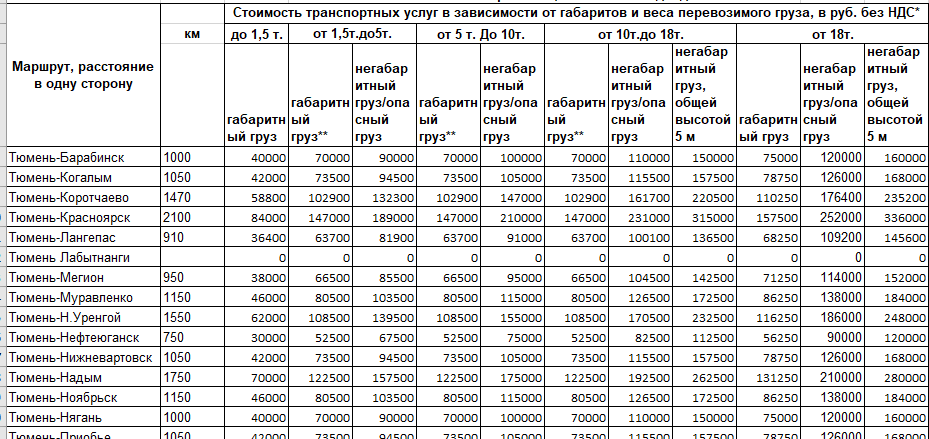 Стоимость транспортных услуг в зависимости от габаритов и веса перевозимого груза, в руб. без НДС*
Маршрут, расстояние в одну сторону км до 1,5 т. от 1,5т.до5т. от 5 т. До 10т. от 10т.до 18т. от 18т.
габаритный груз габаритный груз** негабаритный груз/опасный груз габаритный груз** негабаритный груз/опасный груз габаритный груз** негабаритный груз/опасный груз негабаритный груз, общей высотой 5 м габаритный груз негабаритный груз/опасный груз негабаритный груз, общей высотой 5 м
Тюмень-Барабинск 1000 40000 70000 90000 70000 100000 70000 110000 150000 75000 120000 160000
Тюмень-Когалым 1050 42000 73500 94500 73500 105000 73500 115500 157500 78750 126000 168000
Тюмень-Коротчаево 1470 58800 102900 132300 102900 147000 102900 161700 220500 110250 176400 235200
Тюмень-Красноярск 2100 84000 147000 189000 147000 210000 147000 231000 315000 157500 252000 336000
Тюмень-Лангепас 910 36400 63700 81900 63700 91000 63700 100100 136500 68250 109200 145600
Тюмень Лабытнанги 0 0 0 0 0 0 0 0 0 0 0
Тюмень-Мегион 950 38000 66500 85500 66500 95000 66500 104500 142500 71250 114000 152000
Тюмень-Муравленко 1150 46000 80500 103500 80500 115000 80500 126500 172500 86250 138000 184000
Тюмень-Н.Уренгой 1550 62000 108500 139500 108500 155000 108500 170500 232500 116250 186000 248000
Тюмень-Нефтеюганск 750 30000 52500 67500 52500 75000 52500 82500 112500 56250 90000 120000
Тюмень-Нижневартовск 1050 42000 73500 94500 73500 105000 73500 115500 157500 78750 126000 168000
Тюмень-Надым 1750 70000 122500 157500 122500 175000 122500 192500 262500 131250 210000 280000
Тюмень-Ноябрьск 1150 46000 80500 103500 80500 115000 80500 126500 172500 86250 138000 184000
Тюмень-Нягань 1000 40000 70000 90000 70000 100000 70000 110000 150000 75000 120000 160000
Тюмень-Приобье 1050 42000 73500 94500 73500 105000 73500 115500 157500 78750 126000 168000